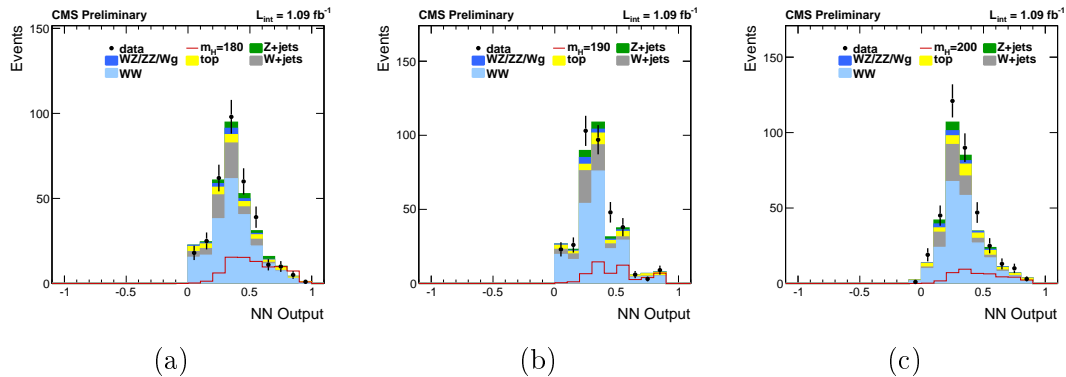 CMS Preliminary
L_int = 1.09 fb⁻¹
Events
150
100
50
0
data
m_H=180
Z+jets
WZ/ZZ/Wg
top
W+jets
WW
-1
-0.5
0
0.5
1
NN Output
(a)
CMS Preliminary
L_int = 1.09 fb⁻¹
Events
150
100
50
0
data
m_H=190
Z+jets
WZ/ZZ/Wg
top
W+jets
WW
-1
-0.5
0
0.5
1
NN Output
(b)
CMS Preliminary
L_int = 1.09 fb⁻¹
Events
150
100
50
0
data
m_H=200
Z+jets
WZ/ZZ/Wg
top
W+jets
WW
-1
-0.5
0
0.5
1
NN Output
(c)